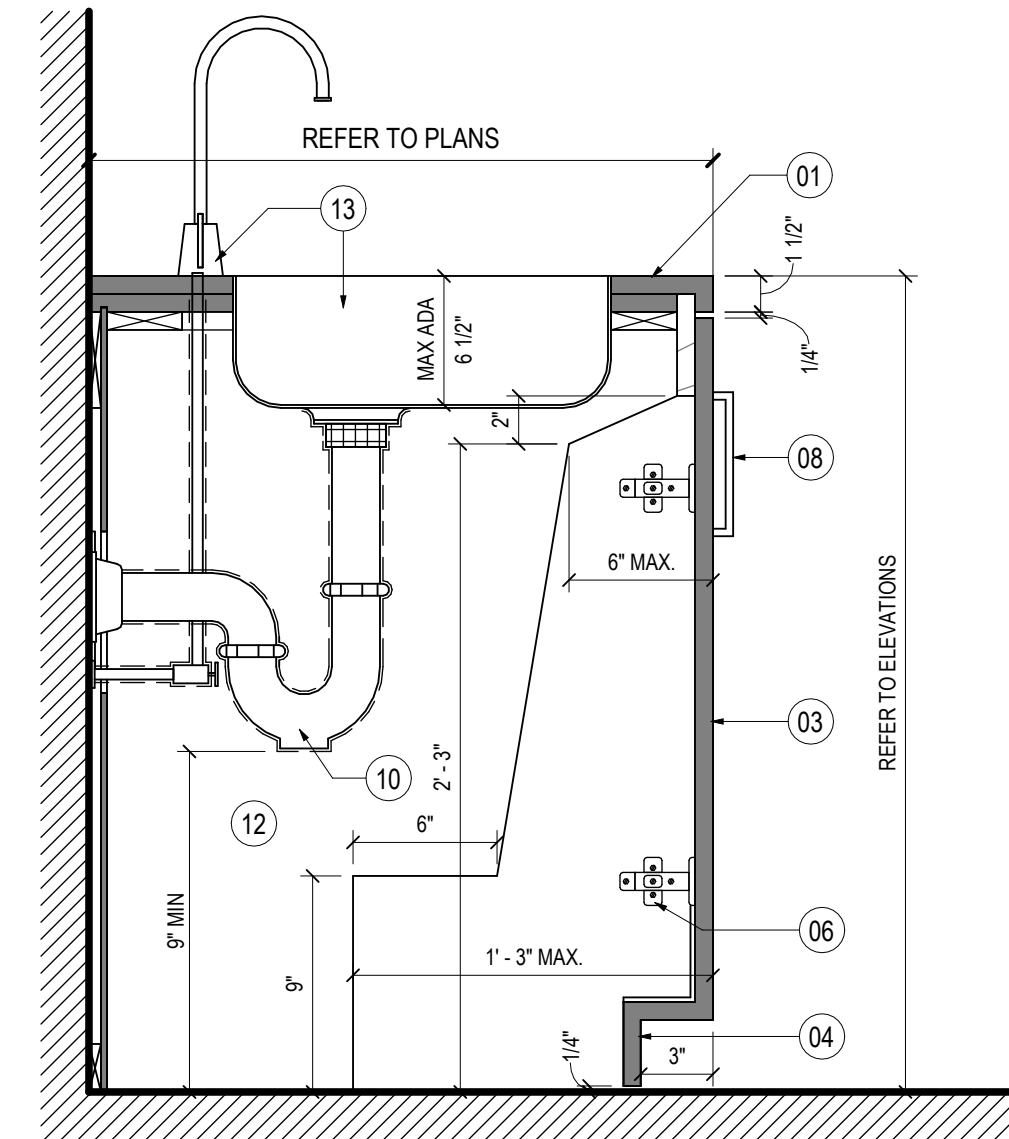 REFER TO PLANS
01
13
1 1/2"
MAX ADA
6 1/2"
1/4"
2"
08
6" MAX.
REFER TO ELEVATIONS
03
2' - 3"
10
12
6"
9" MIN
9"
06
1' - 3" MAX.
04
1/4"
3"